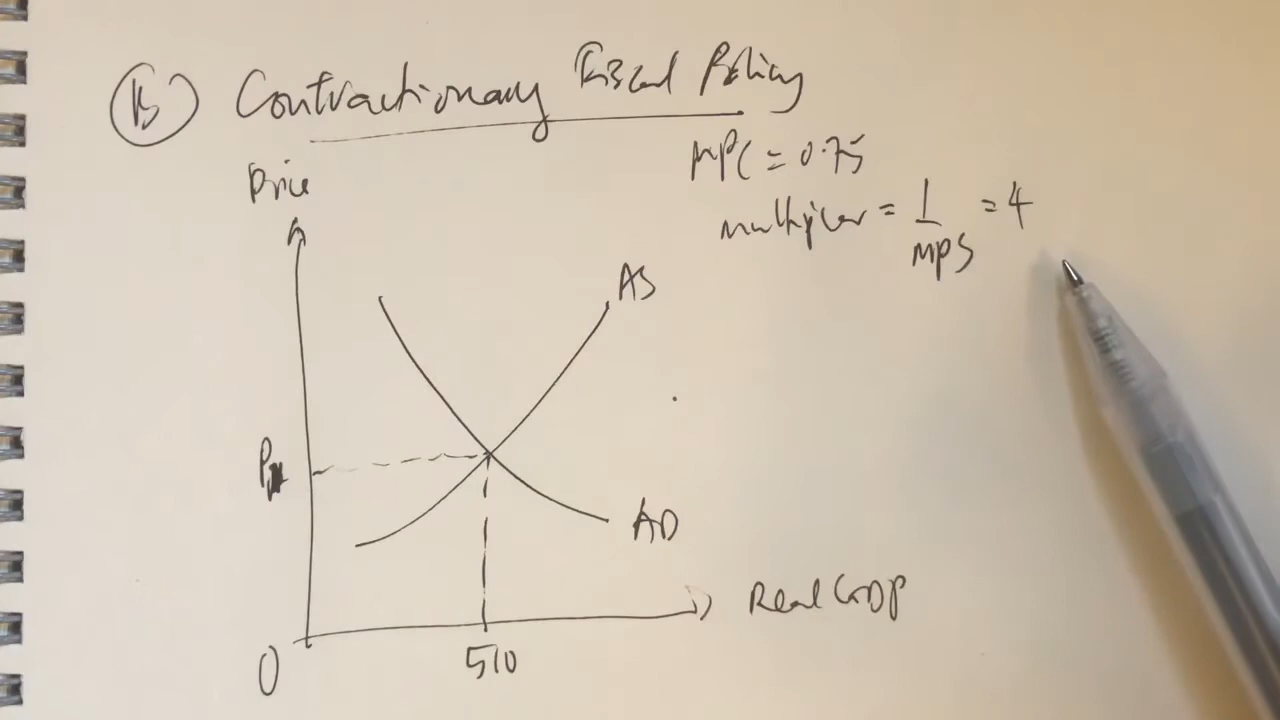 B Contractionary Fiscal Policy
MPC = 0.75
multiplier = 1/MPS = 4
Price
AS
P
AD
Real GDP
0
510